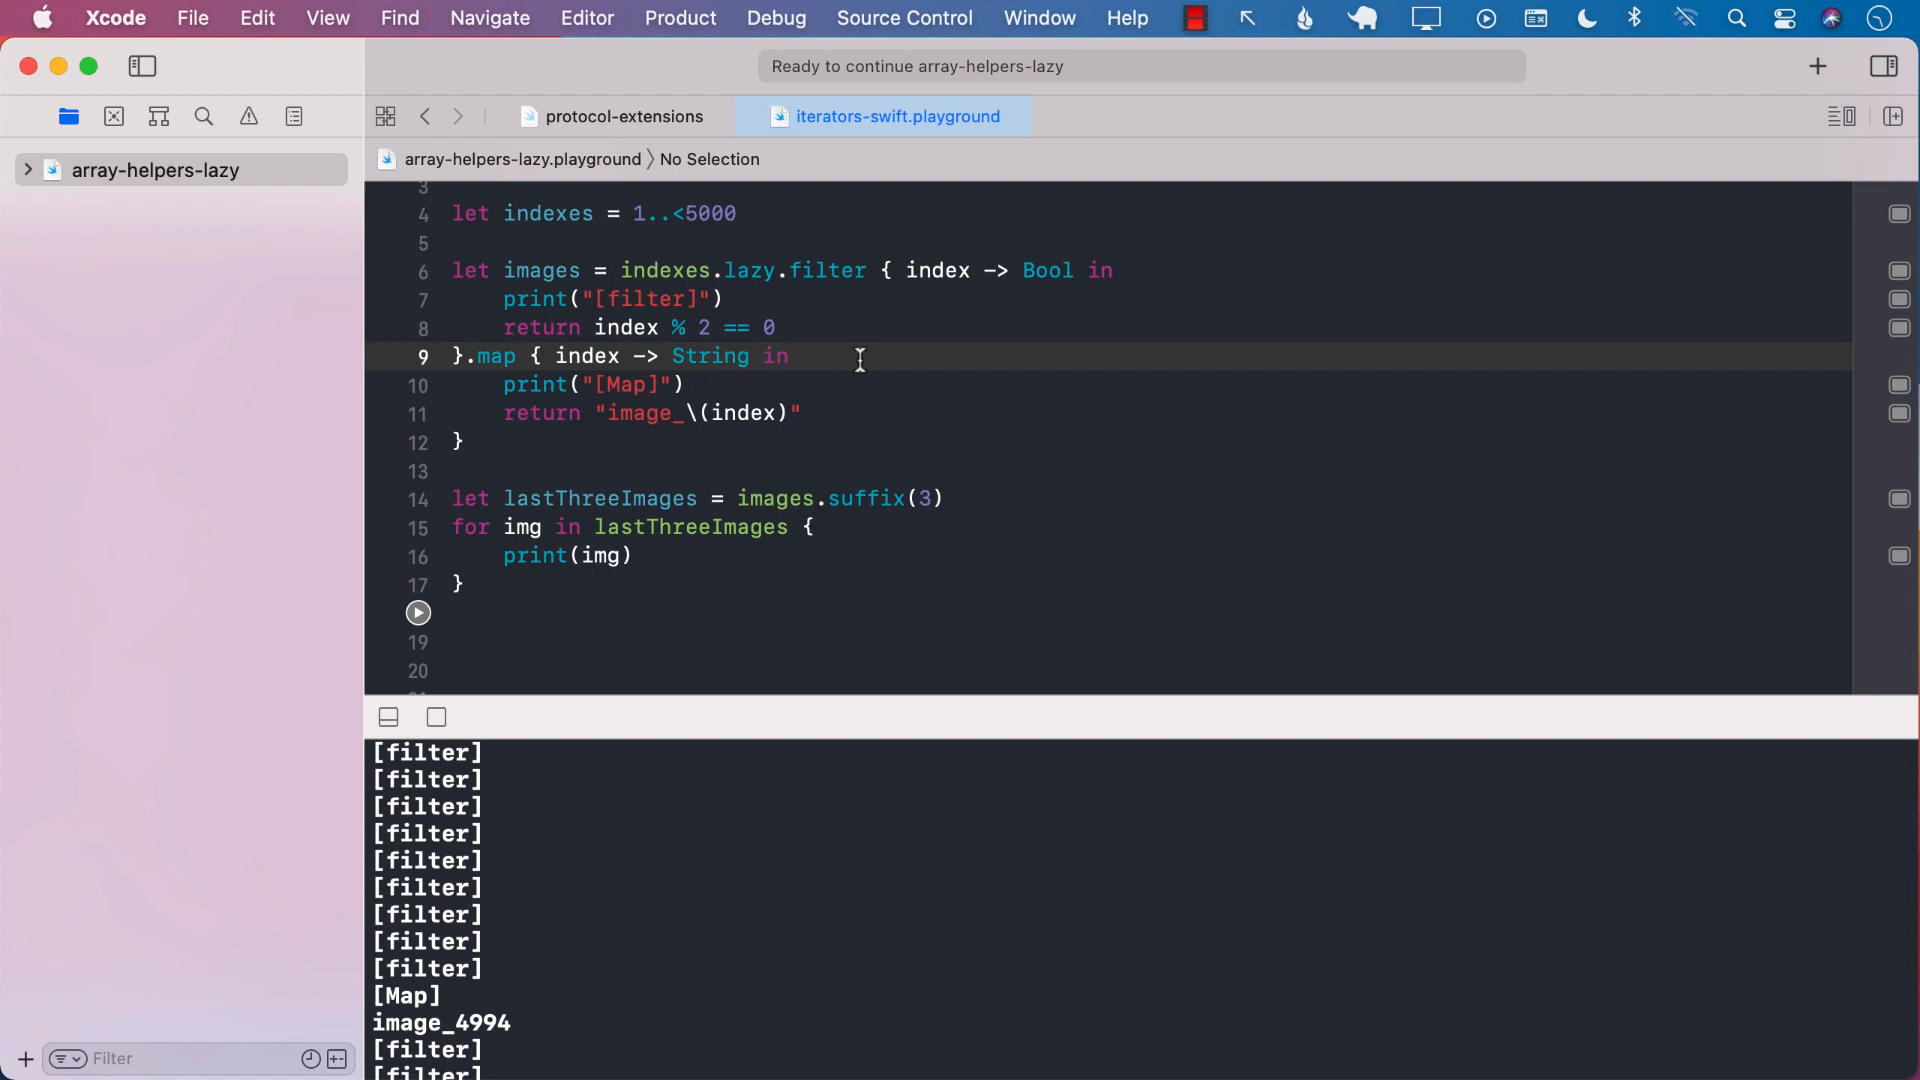 Xcode File Edit View Find Navigate Editor Product Debug Source Control Window Help
Ready to continue array-helpers-lazy
protocol-extensions
iterators-swift.playground
array-helpers-lazy
array-helpers-lazy.playground No Selection
3
4 let indexes = 1..<5000
5
6 let images = indexes.lazy.filter { index -> Bool in
7 print("[filter]")
8 return index % 2 == 0
9 }.map { index -> String in
10 print("[Map]")
11 return "image_\(index)"
12 }
13
14 let lastThreeImages = images.suffix(3)
15 for img in lastThreeImages {
16 print(img)
17 }
19
20
[filter]
[filter]
[filter]
[filter]
[filter]
[filter]
[filter]
[filter]
[filter]
[Map]
image_4994
[filter]
[filter]
Filter